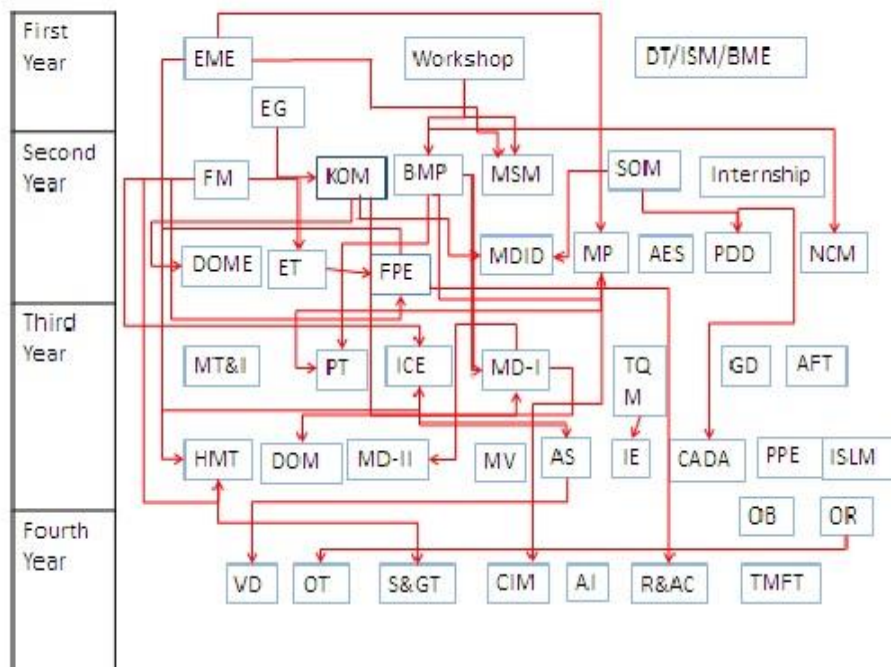 First
Year
EME
Workshop
DT/ISM/BME
EG
Second
Year
FM
KOM
BMP
MSM
SOM
Internship
DOME
ET
FPE
MDID
MP
AES
PDD
NCM
Third
Year
MT&I
PT
ICE
MD-I
TQ
M
GD
AFT
HMT
DOM
MD-II
MV
AS
IE
CADA
PPE
ISLM
OB
OR
Fourth
Year
VD
OT
S&GT
CIM
AI
R&AC
TMFT